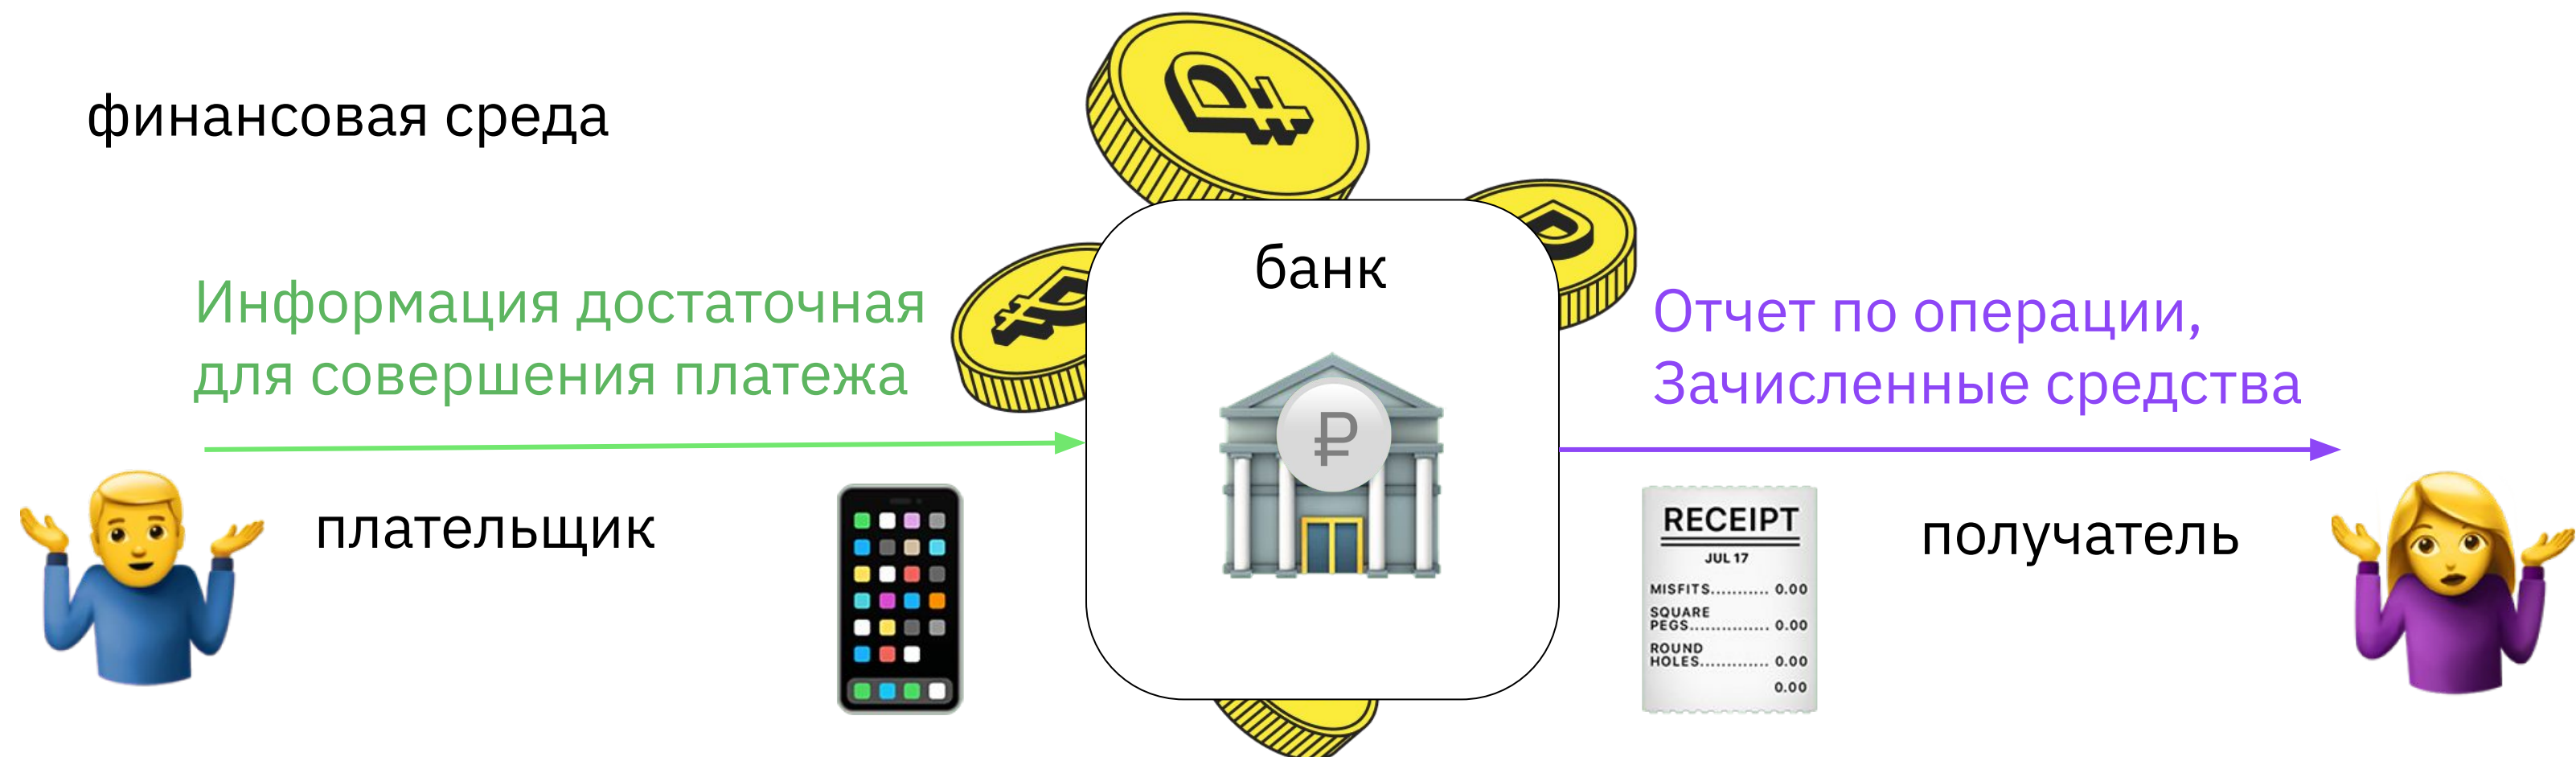 финансовая среда
банк
Информация достаточная
для совершения платежа
Отчет по операции,
Зачисленные средства
плательщик
получатель
RECEIPT
JUL 17
MISFITS........... 0.00
SQUARE
PEGS............... 0.00
ROUND
HOLES............. 0.00
0.00